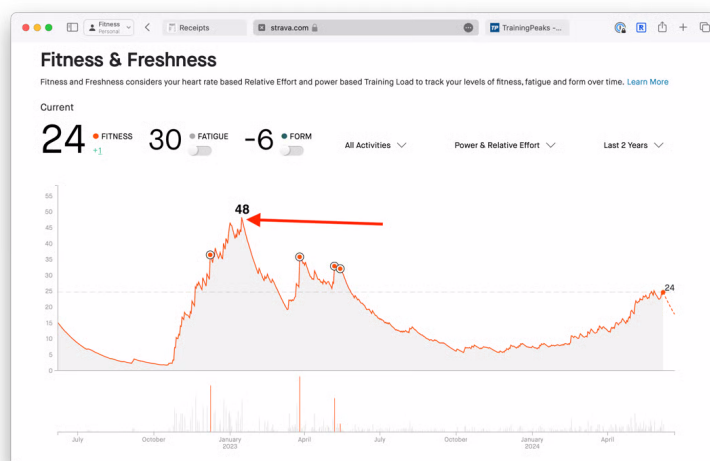 Fitness
Personal
Receipts
strava.com
TP TrainingPeaks -...
R
Fitness & Freshness
Fitness and Freshness considers your heart rate based Relative Effort and power based Training Load to track your levels of fitness, fatigue and form over time. Learn More
Current
24 FITNESS +1 30 FATIGUE -6 FORM All Activities Power & Relative Effort Last 2 Years
55
50
45
40
35
30
25
20
15
10
5
0
48
24
July October January 2023 April July October January 2024 April